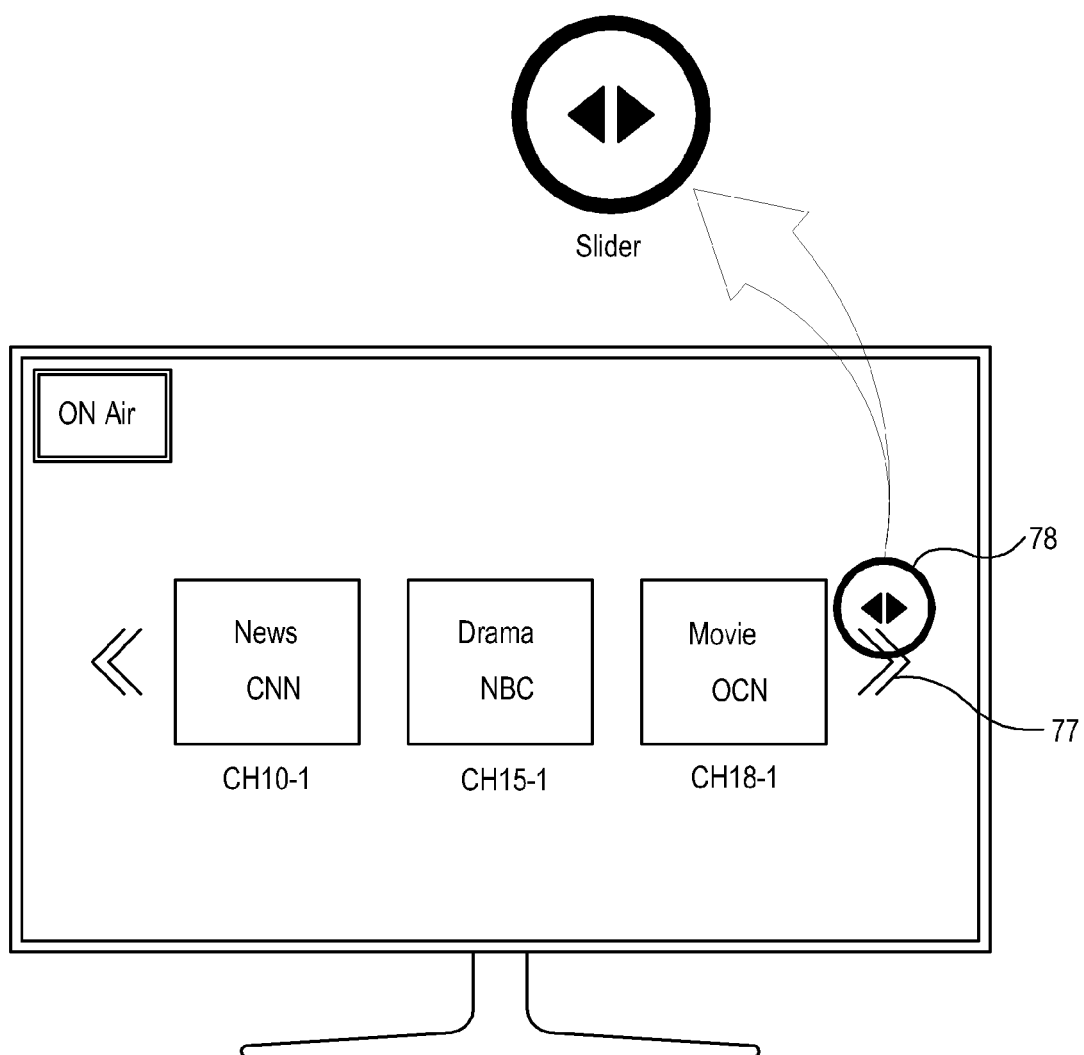 Slider
ON Air
78
News
CNN
Drama
NBC
Movie
OCN
77
CH10-1
CH15-1
CH18-1